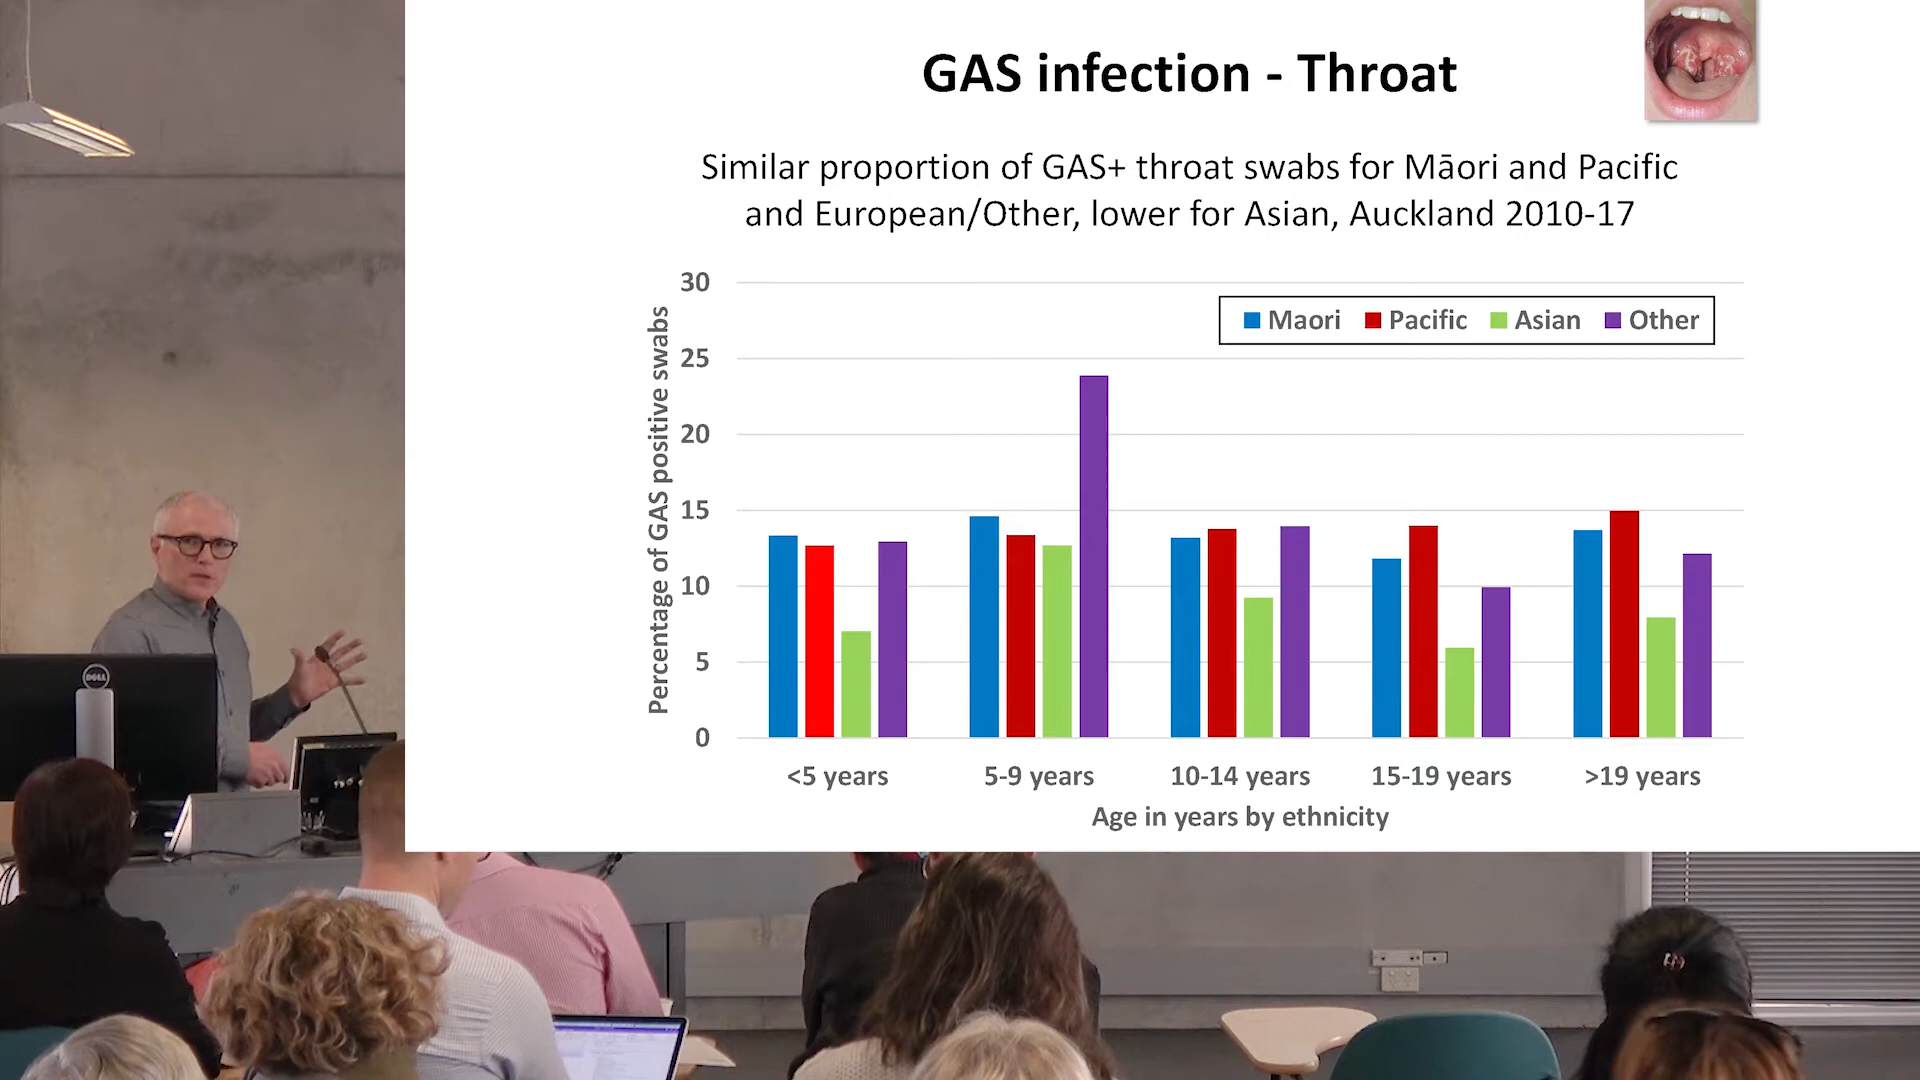 GAS infection - Throat
Similar proportion of GAS+ throat swabs for Māori and Pacific
and European/Other, lower for Asian, Auckland 2010-17
Percentage of GAS positive swabs
30
25
20
15
10
5
0
Maori Pacific Asian Other
<5 years 5-9 years 10-14 years 15-19 years >19 years
Age in years by ethnicity
DELL